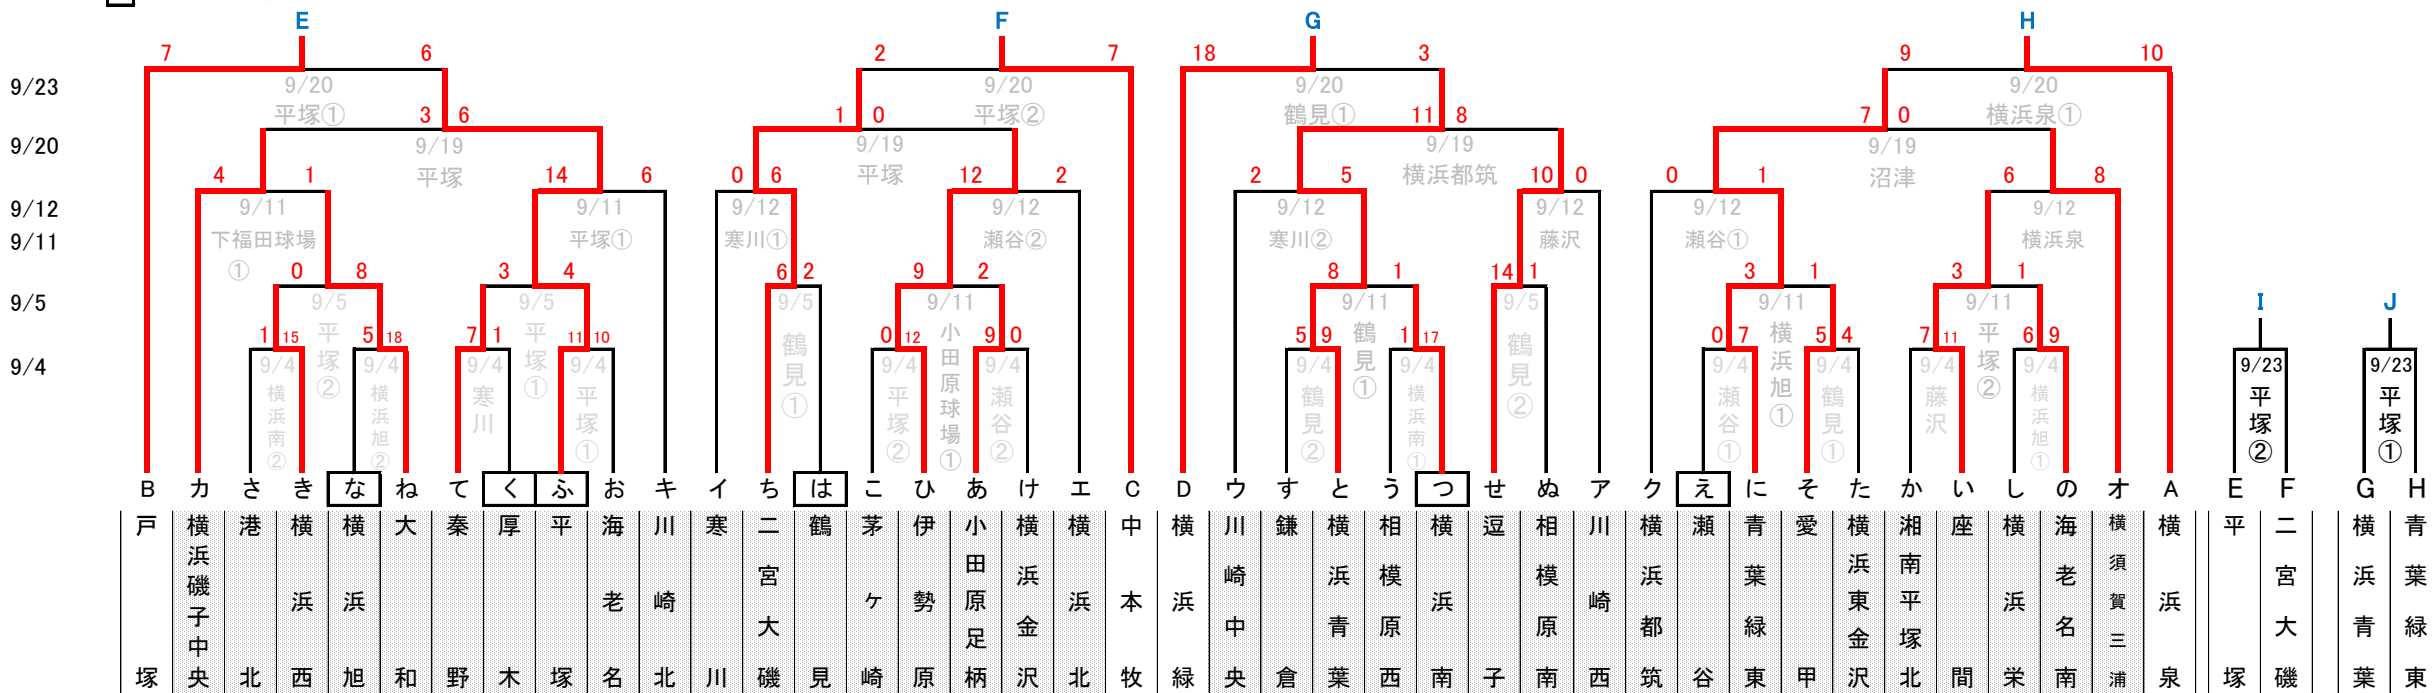 E F G H
7 6 2 7 18 3 9 10
9/23 9/20 9/20 9/20 9/20
平塚① 3 6 1 0 平塚② 鶴見① 11 8 7 0 横浜泉①
9/20 9/19 9/19 9/19 9/19
平塚 平塚 横浜都筑 沼津
4 1 14 6 0 6 12 2 2 5 10 0 0 1 6 8
9/12 9/11 9/11 9/12 9/12 9/12 9/12 9/12 9/12
9/11 下福田球場① 平塚① 寒川① 瀬谷② 寒川② 藤沢 瀬谷① 横浜泉
0 8 3 4 6 2 9 2 8 1 14 1 3 1 3 1
9/5 9/5 9/5 9/5 9/11 9/11 9/5 9/11 9/11 I J
平塚② 平塚① 鶴見① 小田原球場① 鶴見① 鶴見② 横浜旭① 平塚②
1 15 5 18 7 1 11 10 0 12 9 0 5 9 1 17 0 7 5 4 7 11 6 9
9/4 9/4 9/4 9/4 9/4 9/4 9/4 9/4 9/4 9/4 9/4 9/4 9/4 9/23 9/23
横浜南② 横浜旭② 寒川 平塚① 平塚② 瀬谷② 鶴見② 横浜南① 瀬谷① 鶴見① 藤沢 横浜旭① 平塚② 平塚①
B カ さ き な ね て く ふ お キ イ ち は こ ひ あ け エ C D ウ す と う つ せ ぬ ア ク え に そ た か い し の オ A E F G H
戸塚
横浜磯子中央
港北
横浜西
横浜旭
大和
秦野
厚木
平塚
海老名
川崎北
寒川
二宮大磯
鶴見
茅ヶ崎
伊勢原
小田原足柄
横浜金沢
横浜北
中本牧
横浜緑
川崎中央
鎌倉
横浜青葉
相模原西
横浜南
逗子
相模原南
川崎西
横浜都筑
瀬谷
青葉緑東
愛甲
横浜東金沢
湘南平塚北
座間
横浜栄
海老名南
横須賀三浦
横浜泉
平塚
二宮大磯
横浜青葉
青葉緑東